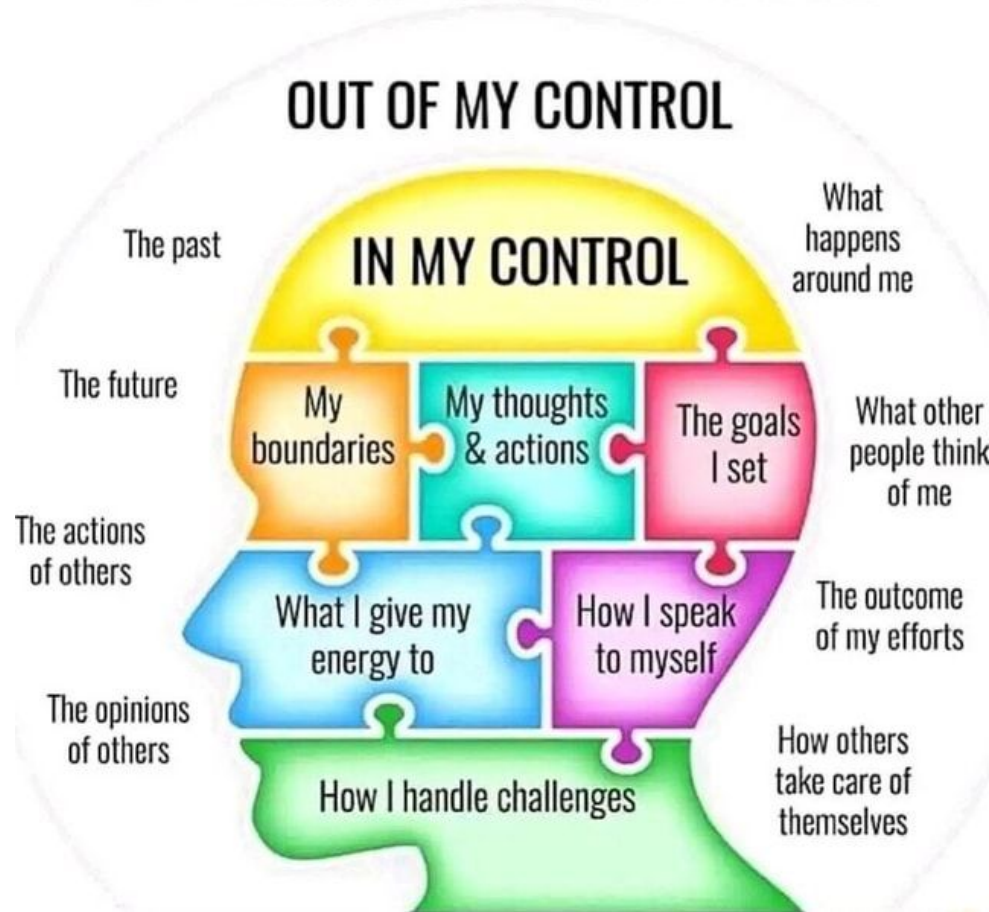 OUT OF MY CONTROL
The past
The future
The actions
of others
The opinions
of others
IN MY CONTROL
My
boundaries
My thoughts
& actions
The goals
I set
What I give my
energy to
How I speak
to myself
How I handle challenges
What
happens
around me
What other
people think
of me
The outcome
of my efforts
How others
take care of
themselves